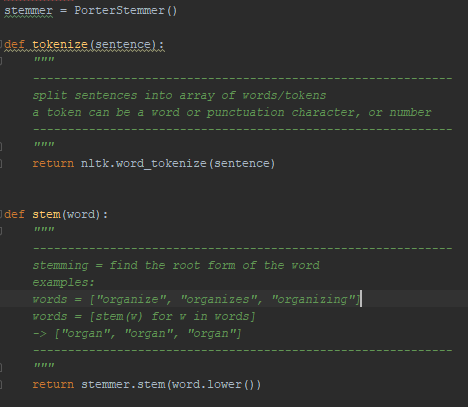 stemmer = PorterStemmer()
def tokenize(sentence):
"""
------------------------------------------------------------
split sentences into array of words/tokens
a token can be a word or punctuation character, or number
------------------------------------------------------------
"""
return nltk.word_tokenize(sentence)
def stem(word):
"""
------------------------------------------------------------
stemming = find the root form of the word
examples:
words = ["organize", "organizes", "organizing"]
words = [stem(w) for w in words]
-> ["organ", "organ", "organ"]
------------------------------------------------------------
"""
return stemmer.stem(word.lower())